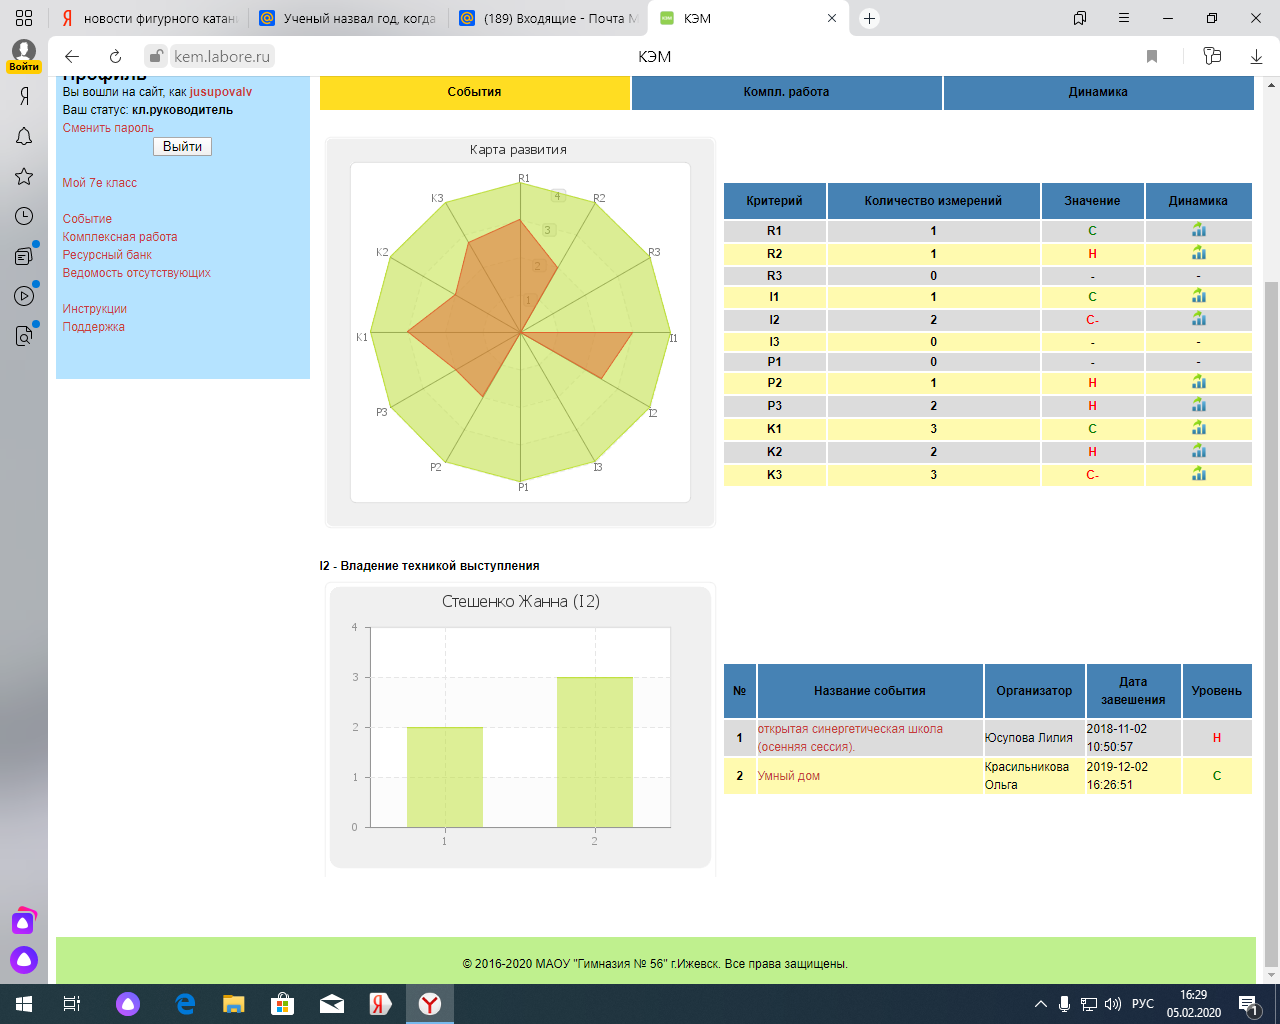 новости фигурного ката
Ученый назвал год, когда
(189) Входящие - Почта M
КЭМ
Войти
kem.labore.ru
КЭМ
Профиль
Вы вошли на сайт, как jusupovalv
Ваш статус: кл.руководитель
Сменить пароль
Выйти
Мой 7е класс
Событие
Комплексная работа
Ресурсный банк
Ведомость отсутствующих
Инструкции
Поддержка
События
Компл. работа
Динамика
Карта развития
R1
R2
R3
I1
I2
I3
P1
P2
P3
K1
K2
K3
4
3
2
1
Критерий Количество измерений Значение Динамика
R1 1 С
R2 1 Н
R3 0 - -
I1 1 С
I2 2 С-
I3 0 - -
P1 0 - -
P2 1 Н
P3 2 Н
K1 3 С
K2 2 Н
K3 3 С-
I2 - Владение техникой выступления
Стешенко Жанна (I2)
4
3
2
1
0
1 2
№ Название события Организатор Дата завешения Уровень
1 открытая синергетическая школа (осенняя сессия). Юсупова Лилия 2018-11-02 10:50:57 Н
2 Умный дом Красильникова Ольга 2019-12-02 16:26:51 С
© 2016-2020 МАОУ "Гимназия № 56" г.Ижевск. Все права защищены.
РУС
16:29
05.02.2020
1